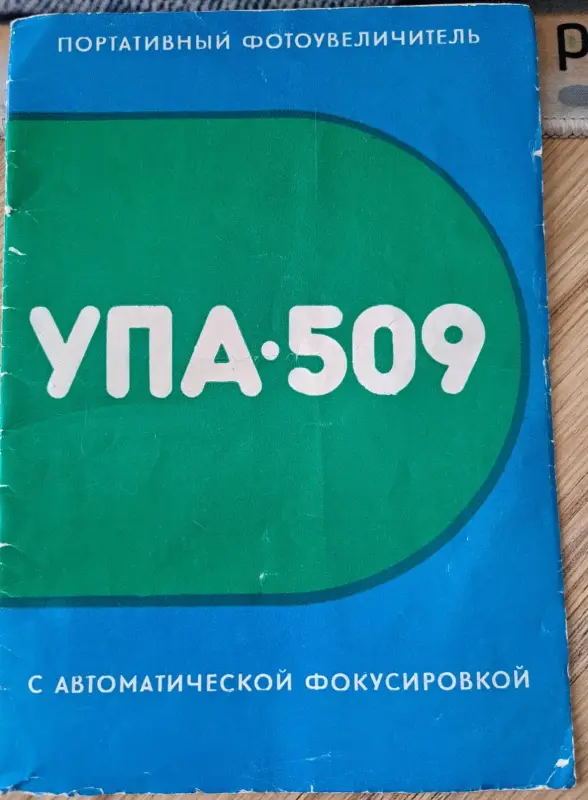 ПОРТАТИВНЫЙ ФОТОУВЕЛИЧИТЕЛЬ
УПА·509
С АВТОМАТИЧЕСКОЙ ФОКУСИРОВКОЙ